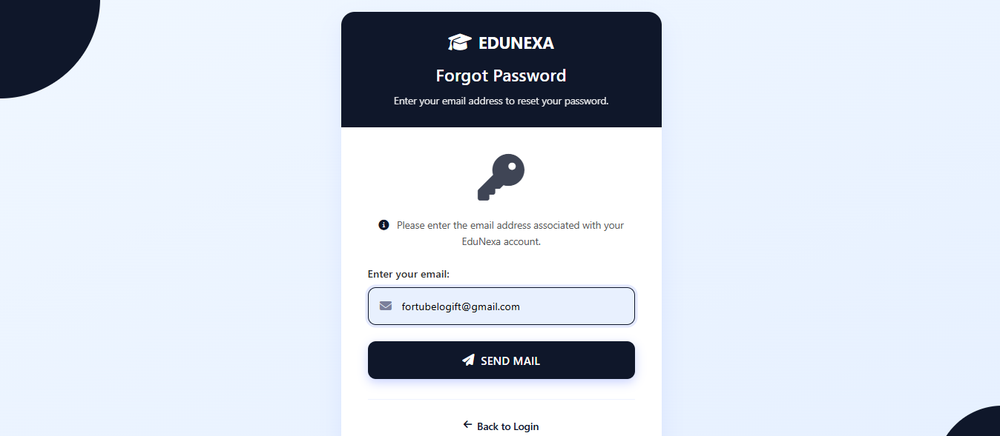 EDUNEXA
Forgot Password
Enter your email address to reset your password.
Please enter the email address associated with your
EduNexa account.
Enter your email:
fortubelogift@gmail.com
SEND MAIL
Back to Login